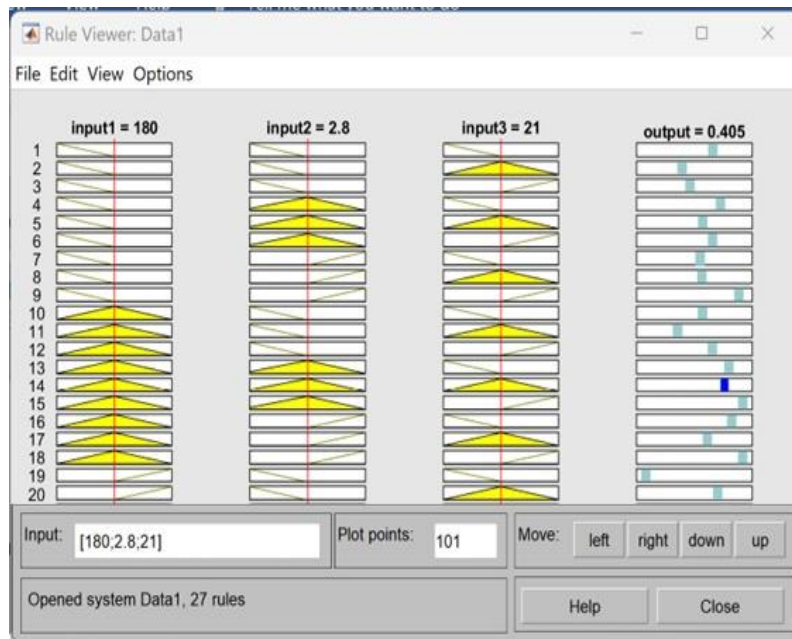 Rule Viewer: Data1
File Edit View Options
input1 = 180
input2 = 2.8
input3 = 21
output = 0.405
1
2
3
4
5
6
7
8
9
10
11
12
13
14
15
16
17
18
19
20
Input: [180;2.8;21]
Plot points: 101
Move: left right down up
Opened system Data1, 27 rules
Help Close